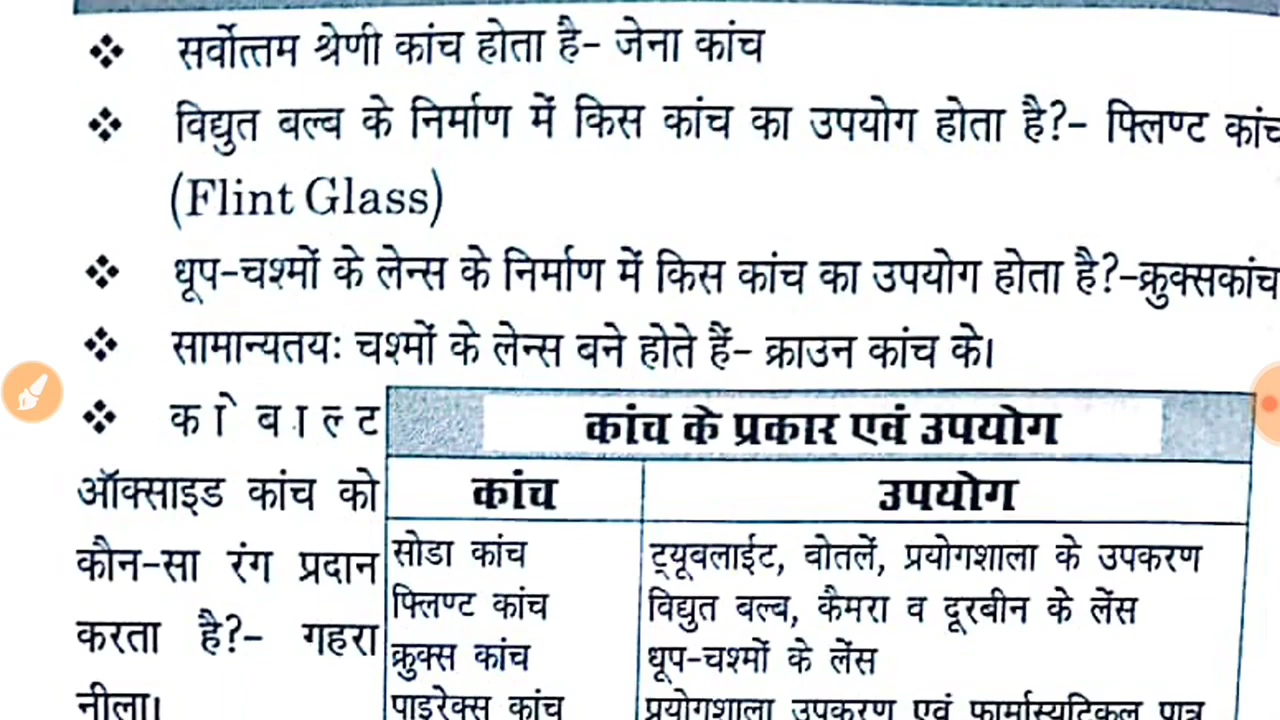 ❖ सर्वोत्तम श्रेणी कांच होता है- जेना कांच
❖ विद्युत बल्ब के निर्माण में किस कांच का उपयोग होता है?- फ्लिण्ट कांच
(Flint Glass)
❖ धूप-चश्मों के लेन्स के निर्माण में किस कांच का उपयोग होता है?-क्रुक्सकांच
❖ सामान्यतयः चश्मों के लेन्स बने होते हैं- क्राउन कांच के।
❖ कोबाल्ट
ऑक्साइड कांच को
कौन-सा रंग प्रदान
करता है?- गहरा
नीला।
कांच के प्रकार एवं उपयोग
कांच उपयोग
सोडा कांच ट्यूबलाईट, बोतलें, प्रयोगशाला के उपकरण
फ्लिण्ट कांच विद्युत बल्ब, कैमरा व दूरबीन के लेंस
क्रुक्स कांच धूप-चश्मों के लेंस
पाइरेक्स कांच प्रयोगशाला उपकरण एवं फार्मास्यूटिकल पात्र